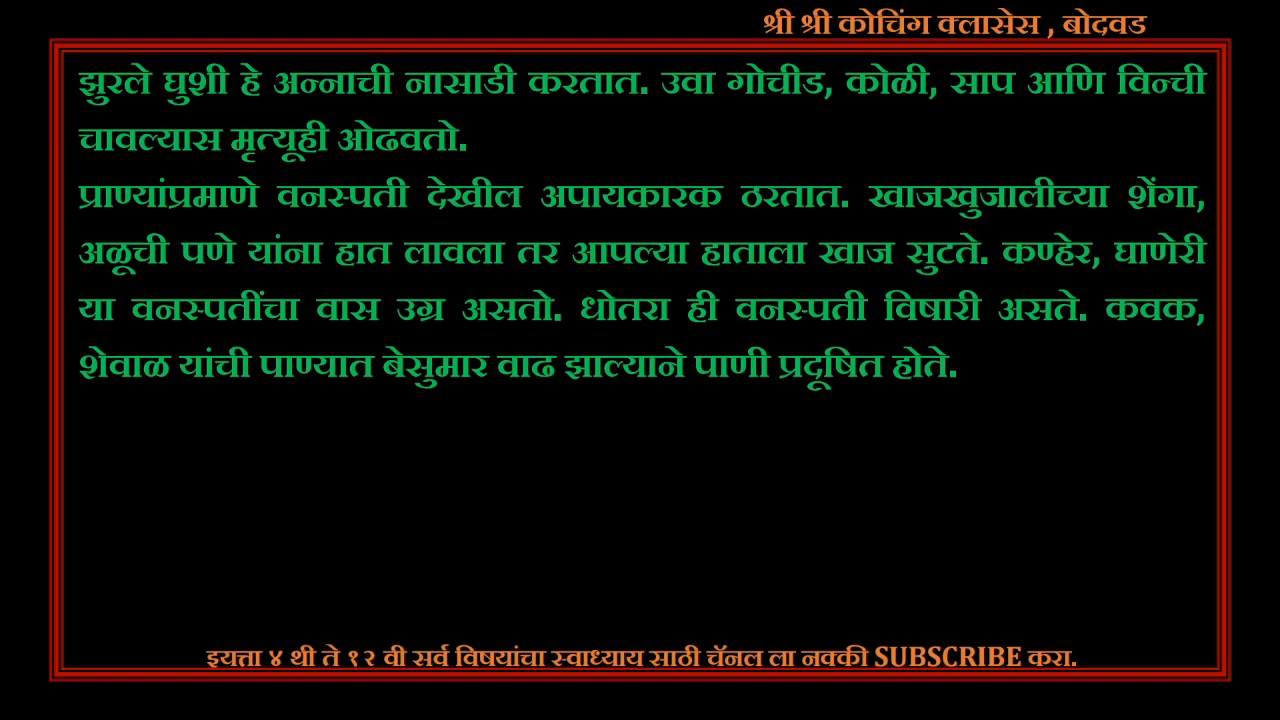 श्री श्री कोचिंग क्लासेस , बोदवड
झुरले घुशी हे अन्नाची नासाडी करतात. उवा गोचीड, कोळी, साप आणि विन्ची
चावल्यास मृत्यूही ओढवतो.
प्राण्यांप्रमाणे वनस्पती देखील अपायकारक ठरतात. खाजखुजालीच्या शेंगा,
अळूची पणे यांना हात लावला तर आपल्या हाताला खाज सुटते. कण्हेर, घाणेरी
या वनस्पतींचा वास उग्र असतो. धोतरा ही वनस्पती विषारी असते. कवक,
शेवाळ यांची पाण्यात बेसुमार वाढ झाल्याने पाणी प्रदूषित होते.
इयत्ता ४ थी ते १२ वी सर्व विषयांचा स्वाध्याय साठी चॅनल ला नक्की SUBSCRIBE करा.